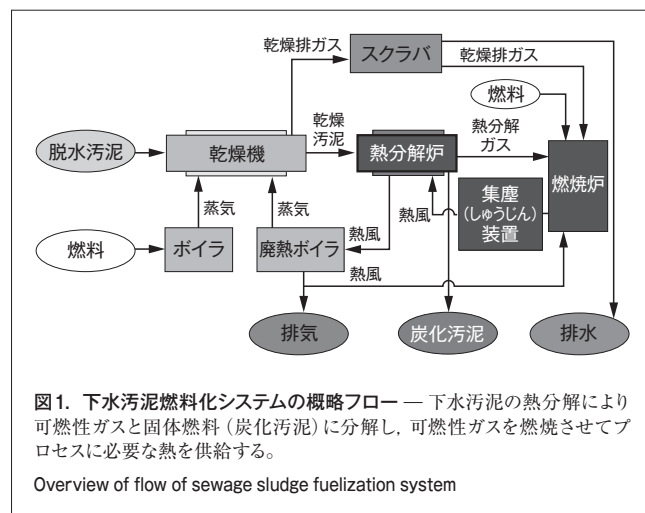 乾燥排ガス
スクラバ
乾燥排ガス
燃料
脱水汚泥
乾燥機
乾燥
汚泥
熱分解炉
熱分解
ガス
燃焼炉
集塵
(しゅうじん)
装置
蒸気
蒸気
熱風
熱風
燃料
ボイラ
廃熱ボイラ
熱風
排気
炭化汚泥
排水
図1. 下水汚泥燃料化システムの概略フロー — 下水汚泥の熱分解により
可燃性ガスと固体燃料(炭化汚泥)に分解し,可燃性ガスを燃焼させてプ
ロセスに必要な熱を供給する。
Overview of flow of sewage sludge fuelization system